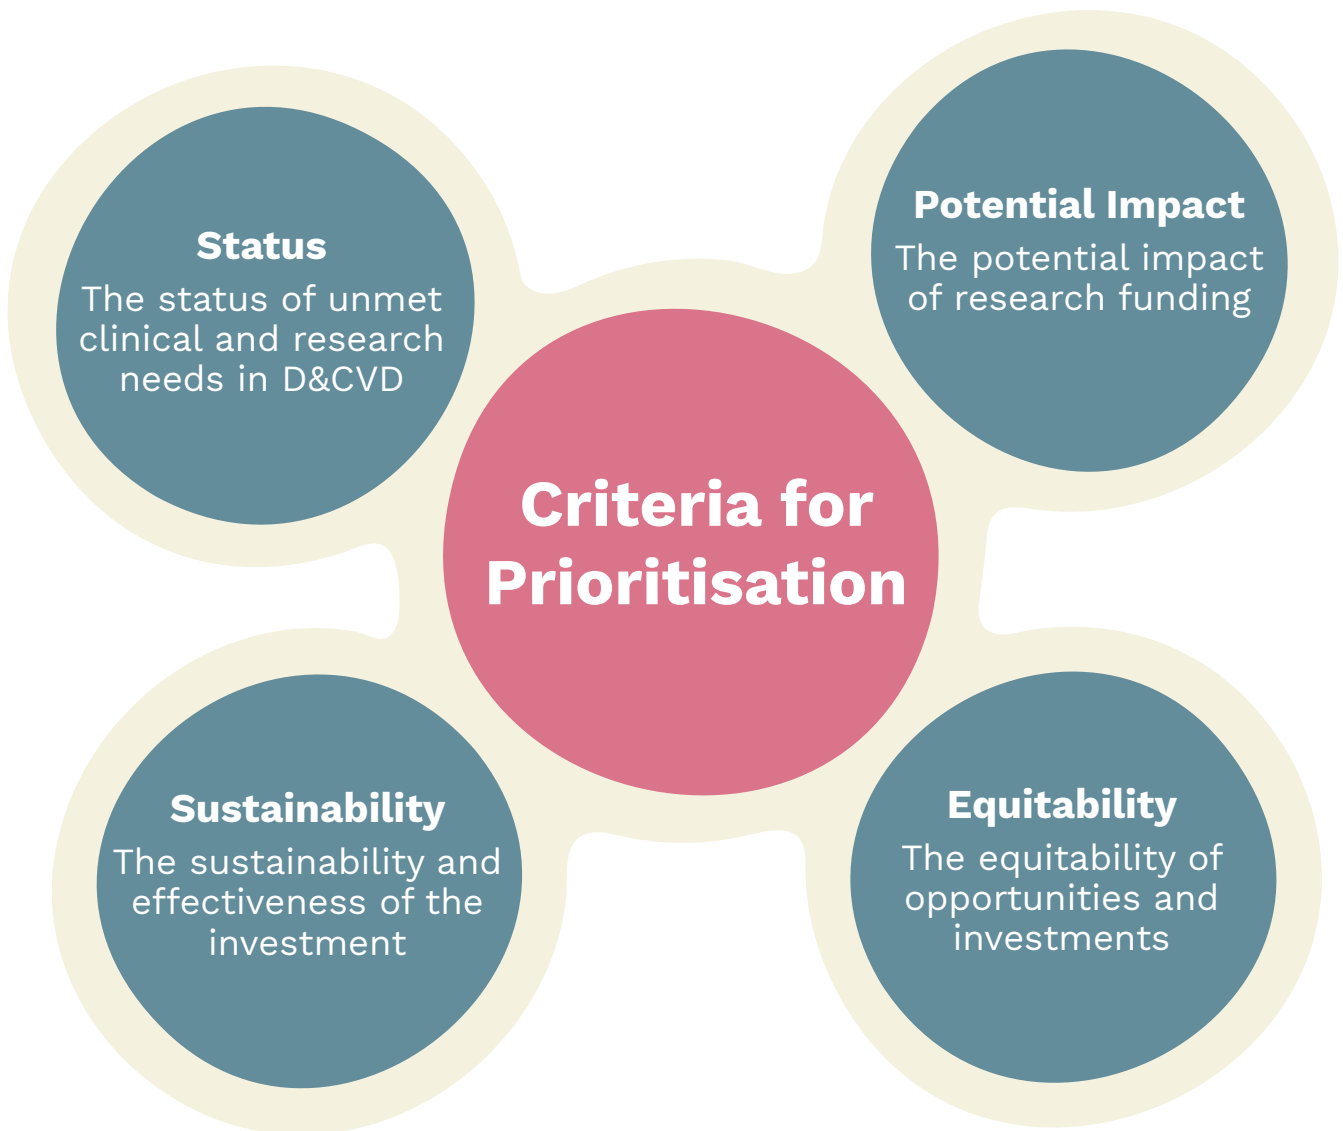 Status
The status of unmet
clinical and research
needs in D&CVD
Potential Impact
The potential impact
of research funding
Criteria for
Prioritisation
Sustainability
The sustainability and
effectiveness of the
investment
Equitability
The equitability of
opportunities and
investments